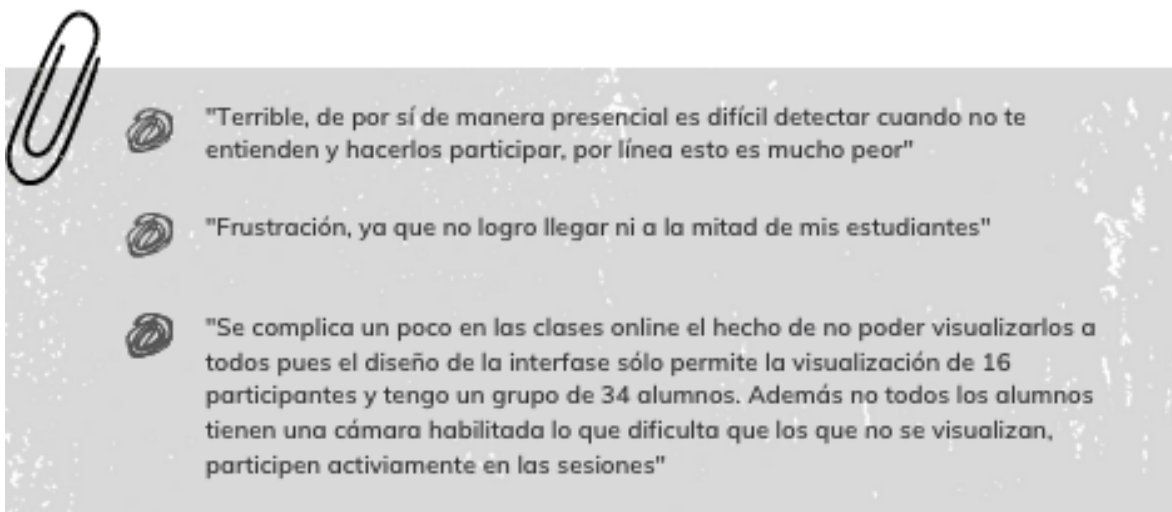 "Terrible, de por sí de manera presencial es difícil detectar cuando no te
entienden y hacerlos participar, por línea esto es mucho peor"
"Frustración, ya que no logro llegar ni a la mitad de mis estudiantes"
"Se complica un poco en las clases online el hecho de no poder visualizarlos a
todos pues el diseño de la interfase sólo permite la visualización de 16
participantes y tengo un grupo de 34 alumnos. Además no todos los alumnos
tienen una cámara habilitada lo que dificulta que los que no se visualizan,
participen activiamente en las sesiones"